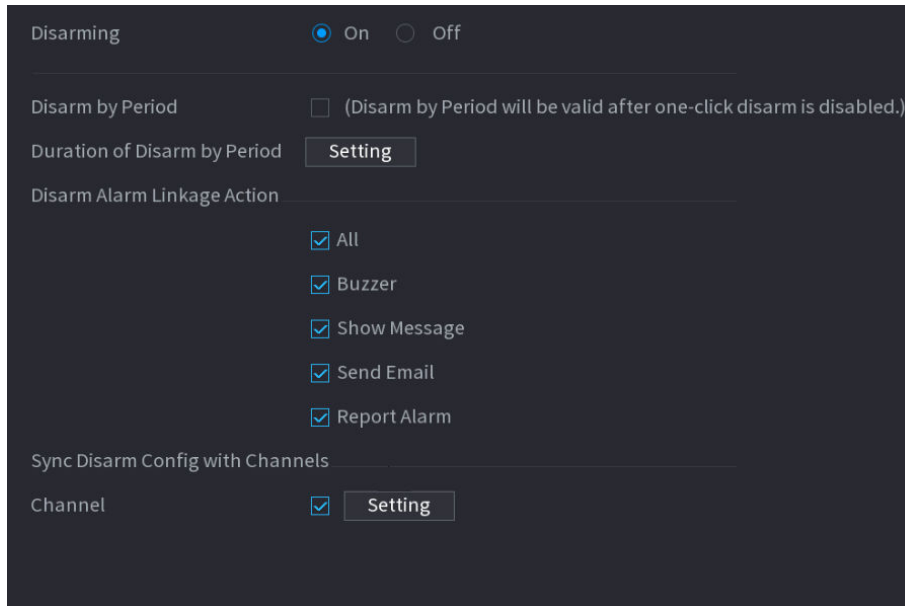 Disarming On Off
Disarm by Period (Disarm by Period will be valid after one-click disarm is disabled.)
Duration of Disarm by Period Setting
Disarm Alarm Linkage Action
All
Buzzer
Show Message
Send Email
Report Alarm
Sync Disarm Config with Channels
Channel Setting